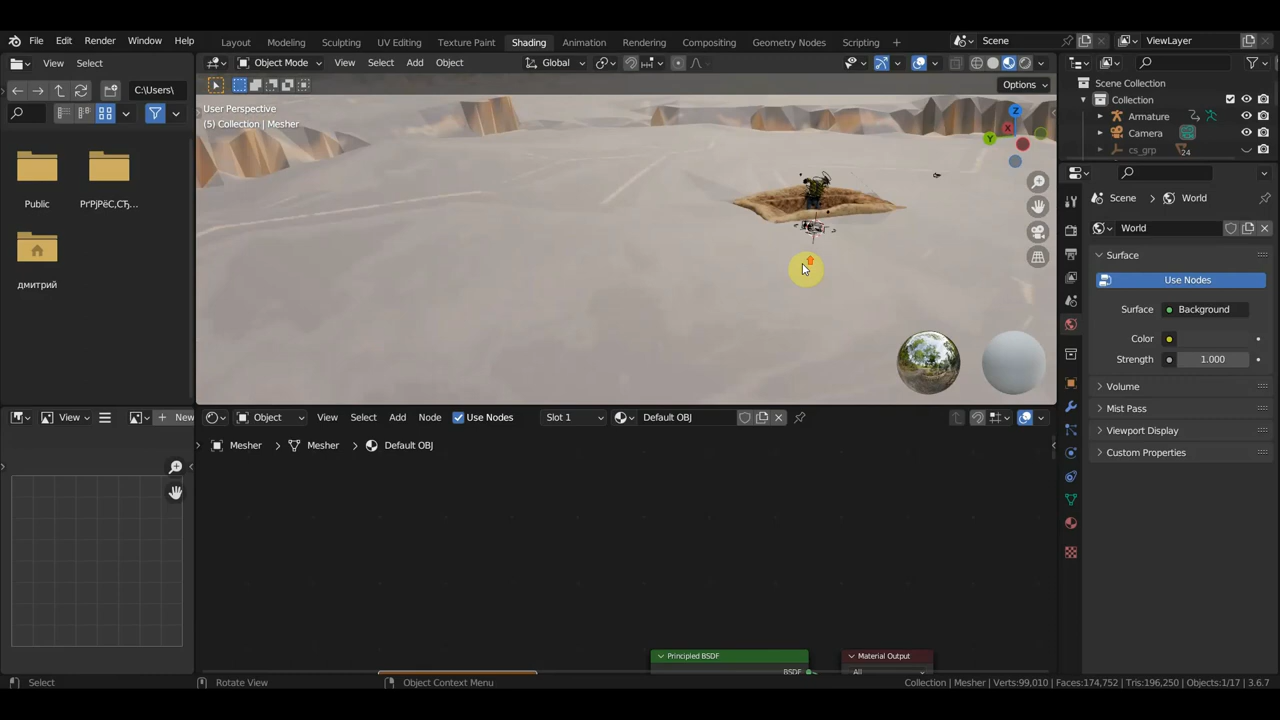 File Edit Render Window Help Layout Modeling Sculpting UV Editing Texture Paint Shading Animation Rendering Compositing Geometry Nodes Scripting + Scene ViewLayer
View Select Object Mode View Select Add Object Global
C:\Users\ Options
User Perspective
(5) Collection | Mesher
Z
X
Y
Public
РґРјРёС‚СЂ...
дмитрий
Scene Collection
Collection
Armature
Camera
cs_grp
24
Scene > World
World
Surface
Use Nodes
Surface Background
Color
Strength 1.000
Volume
Mist Pass
Viewport Display
Custom Properties
View New Object View Select Add Node Use Nodes Slot 1 Default OBJ
Mesher > Mesher > Default OBJ
Principled BSDF
BSDF
Material Output
All
Select Rotate View Object Context Menu Collection | Mesher | Verts:99,010 | Faces:174,752 | Tris:196,250 | Objects:1/17 | 3.6.7